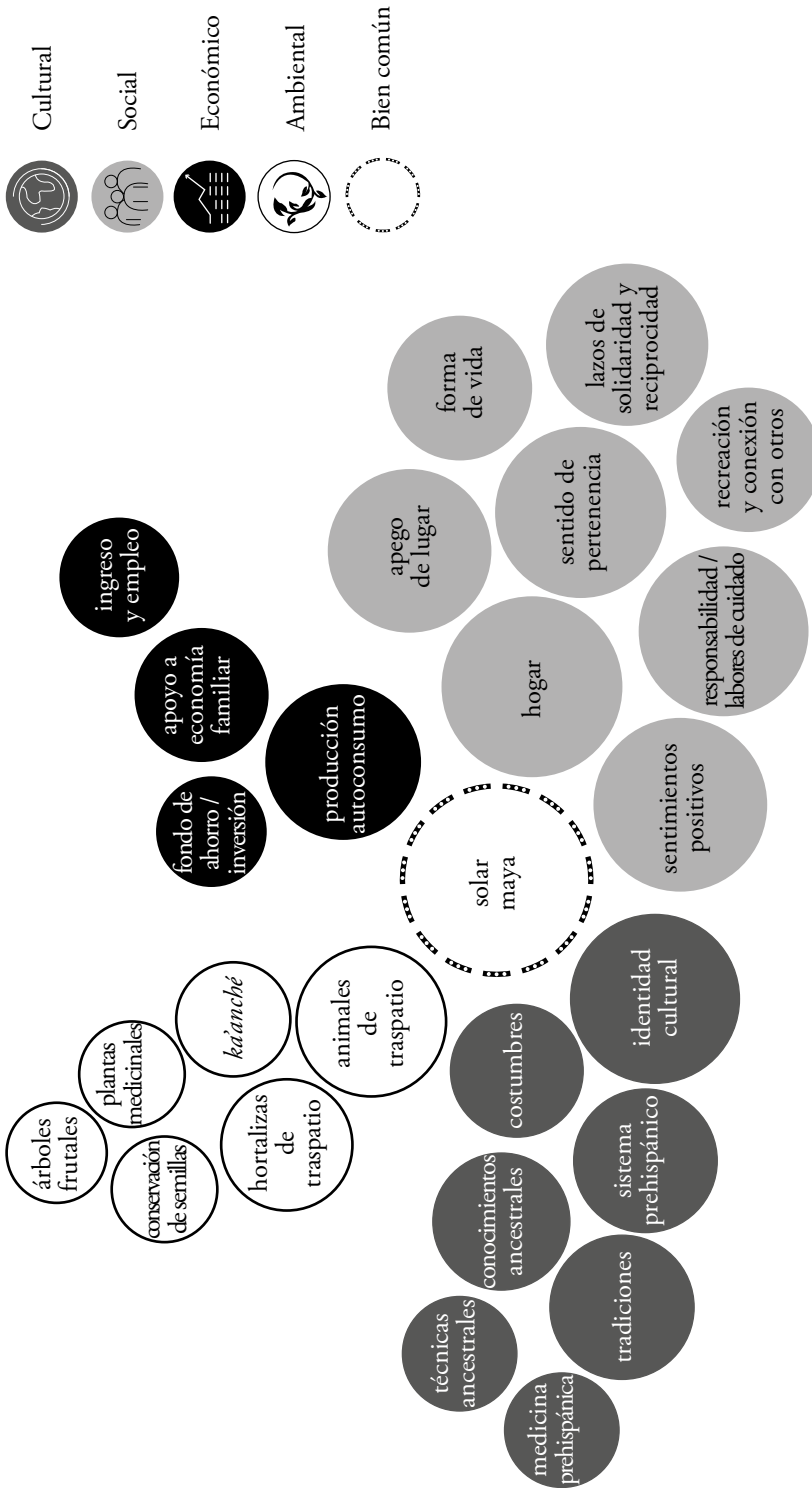 árboles
frutales
plantas
medicinales
conservación
de semillas
ka'anché
hortalizas
de
traspatio
animales
de
traspatio
fondo de
ahorro /
inversión
apoyo a
economía
familiar
ingreso
y empleo
producción
autoconsumo
solar
maya
técnicas
ancestrales
medicina
prehispánica
conocimientos
ancestrales
tradiciones
costumbres
sistema
prehispánico
identidad
cultural
hogar
apego
de lugar
forma
de vida
sentido de
pertenencia
lazos de
solidaridad y
reciprocidad
sentimientos
positivos
responsabilidad /
labores de cuidado
recreación
y conexión
con otros
Cultural
Social
Económico
Ambiental
Bien común